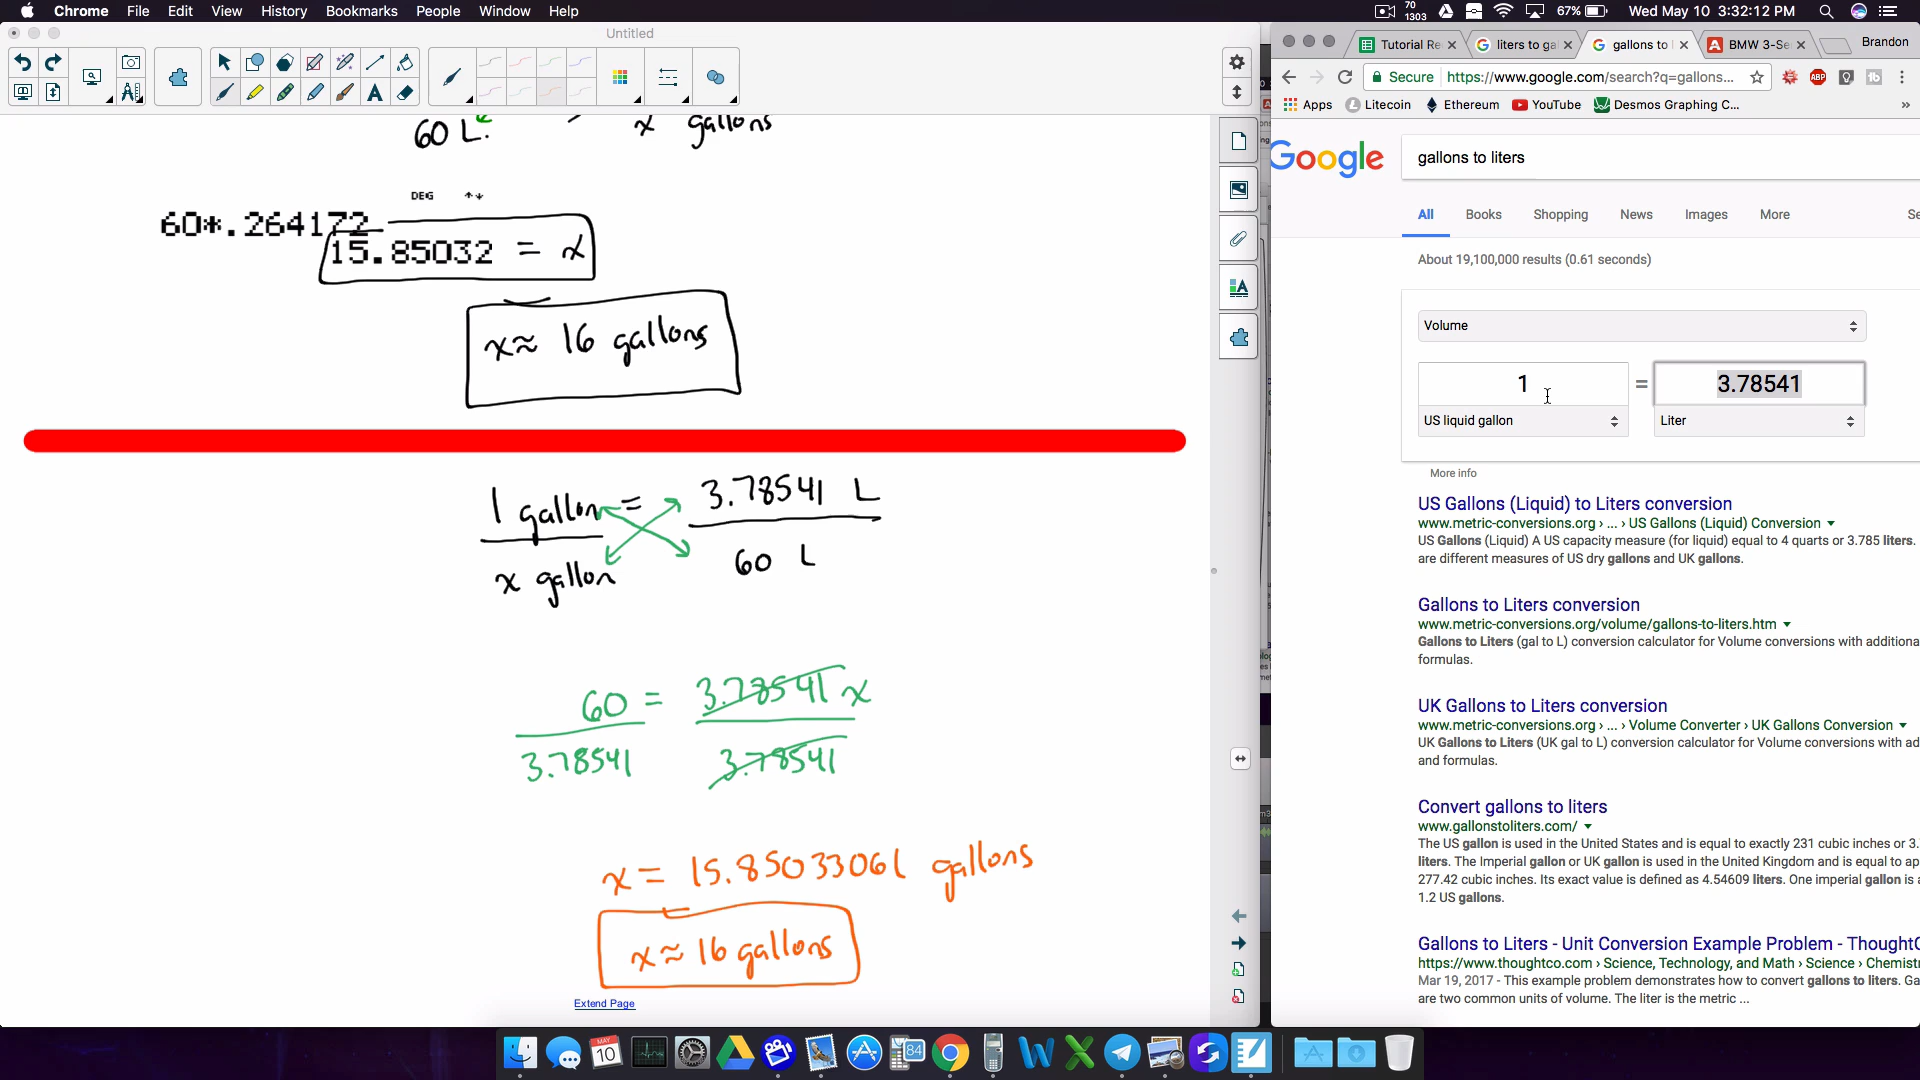 Chrome File Edit View History Bookmarks People Window Help
70
1303
67% Wed May 10 3:32:12 PM
Untitled
60 L. = x gallons
DEG
60*.264172
15.85032 = x
x ≈ 16 gallons
1 gallon = 3.78541 L
x gallon 60 L
60 = 3.78541 x
3.78541 3.78541
x = 15.85033061 gallons
x ≈ 16 gallons
Extend Page
Tutorial Re liters to ga gallons to BMW 3-Se Brandon
Secure https://www.google.com/search?q=gallons...
Apps Litecoin Ethereum YouTube Desmos Graphing C... »
Google
gallons to liters
All Books Shopping News Images More Se
About 19,100,000 results (0.61 seconds)
Volume
1 = 3.78541
US liquid gallon Liter
More info
US Gallons (Liquid) to Liters conversion
www.metric-conversions.org › ... › US Gallons (Liquid) Conversion
US Gallons (Liquid) A US capacity measure (for liquid) equal to 4 quarts or 3.785 liters.
are different measures of US dry gallons and UK gallons.
Gallons to Liters conversion
www.metric-conversions.org/volume/gallons-to-liters.htm
Gallons to Liters (gal to L) conversion calculator for Volume conversions with additiona
formulas.
UK Gallons to Liters conversion
www.metric-conversions.org › ... › Volume Converter › UK Gallons Conversion
UK Gallons to Liters (UK gal to L) conversion calculator for Volume conversions with ad
and formulas.
Convert gallons to liters
www.gallonstoliters.com/
The US gallon is used in the United States and is equal to exactly 231 cubic inches or 3.
liters. The Imperial gallon or UK gallon is used in the United Kingdom and is equal to ap
277.42 cubic inches. Its exact value is defined as 4.54609 liters. One imperial gallon is a
1.2 US gallons.
Gallons to Liters - Unit Conversion Example Problem - ThoughtC
https://www.thoughtco.com › Science, Technology, and Math › Science › Chemist
Mar 19, 2017 - This example problem demonstrates how to convert gallons to liters. Ga
are two common units of volume. The liter is the metric ...
MAY
10
84